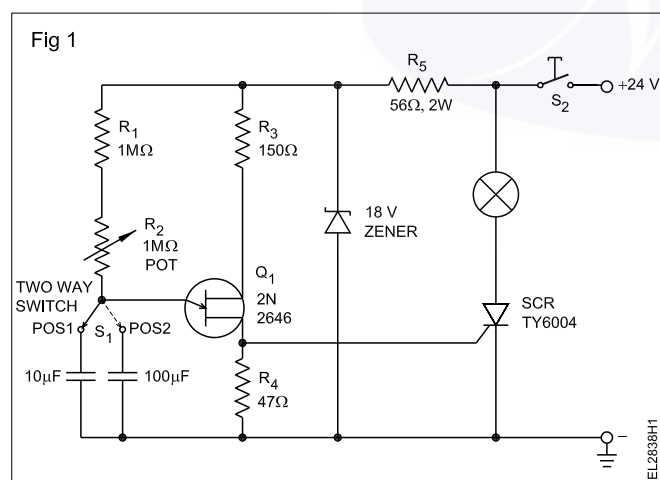 Fig 1
R5
56Ω, 2W
S2
+24 V
R1
1MΩ
R3
150Ω
R2
1MΩ
POT
18 V
ZENER
TWO WAY
SWITCH
POS1
S1
POS2
Q1
2N
2646
SCR
TY6004
10µF
100µF
R4
47Ω
–
EL2838H1